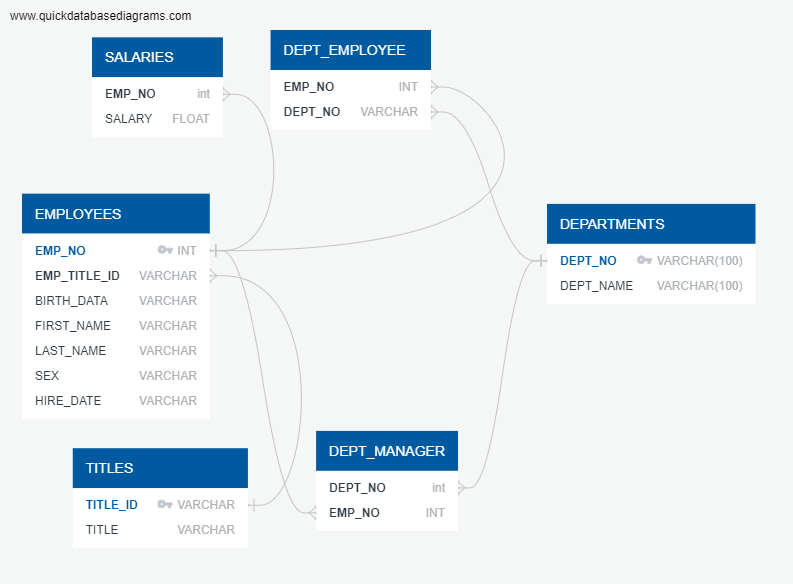 www.quickdatabasediagrams.com
SALARIES
EMP_NO int
SALARY FLOAT
DEPT_EMPLOYEE
EMP_NO INT
DEPT_NO VARCHAR
EMPLOYEES
EMP_NO INT
EMP_TITLE_ID VARCHAR
BIRTH_DATA VARCHAR
FIRST_NAME VARCHAR
LAST_NAME VARCHAR
SEX VARCHAR
HIRE_DATE VARCHAR
DEPARTMENTS
DEPT_NO VARCHAR(100)
DEPT_NAME VARCHAR(100)
TITLES
TITLE_ID VARCHAR
TITLE VARCHAR
DEPT_MANAGER
DEPT_NO int
EMP_NO INT